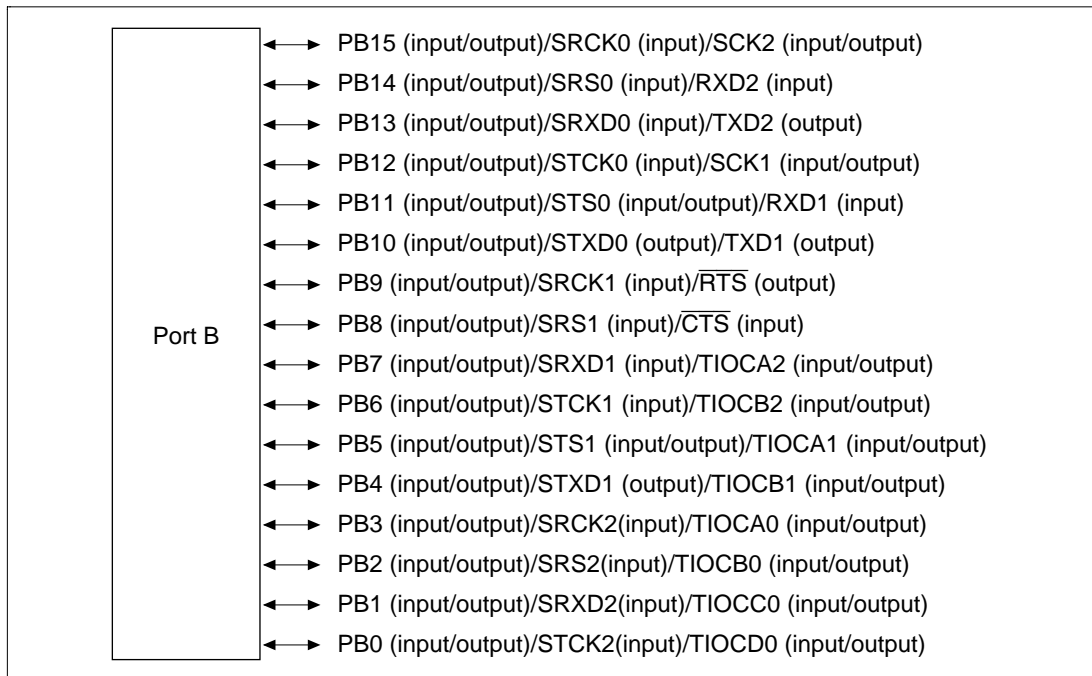 PB15 (input/output)/SRCK0 (input)/SCK2 (input/output)
PB14 (input/output)/SRS0 (input)/RXD2 (input)
PB13 (input/output)/SRXD0 (input)/TXD2 (output)
PB12 (input/output)/STCK0 (input)/SCK1 (input/output)
PB11 (input/output)/STS0 (input/output)/RXD1 (input)
PB10 (input/output)/STXD0 (output)/TXD1 (output)
PB9 (input/output)/SRCK1 (input)/R̅T̅S̅ (output)
Port B
PB8 (input/output)/SRS1 (input)/C̅T̅S̅ (input)
PB7 (input/output)/SRXD1 (input)/TIOCA2 (input/output)
PB6 (input/output)/STCK1 (input)/TIOCB2 (input/output)
PB5 (input/output)/STS1 (input/output)/TIOCA1 (input/output)
PB4 (input/output)/STXD1 (output)/TIOCB1 (input/output)
PB3 (input/output)/SRCK2(input)/TIOCA0 (input/output)
PB2 (input/output)/SRS2(input)/TIOCB0 (input/output)
PB1 (input/output)/SRXD2(input)/TIOCC0 (input/output)
PB0 (input/output)/STCK2(input)/TIOCD0 (input/output)